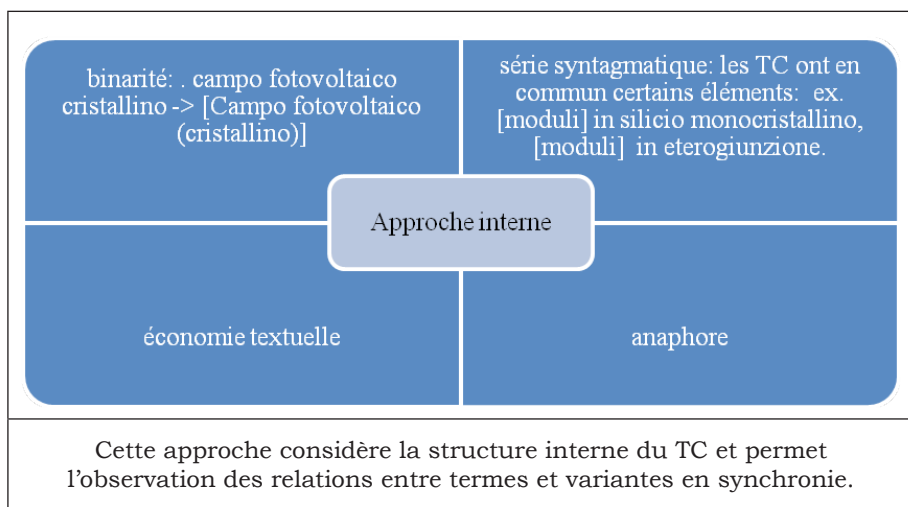 binarité: . campo fotovoltaico
cristallino -> [Campo fotovoltaico
(cristallino)]
série syntagmatique: les TC ont en
commun certains éléments: ex.
[moduli] in silicio monocristallino,
[moduli] in eterogiunzione.
Approche interne
économie textuelle
anaphore
Cette approche considère la structure interne du TC et permet
l’observation des relations entre termes et variantes en synchronie.